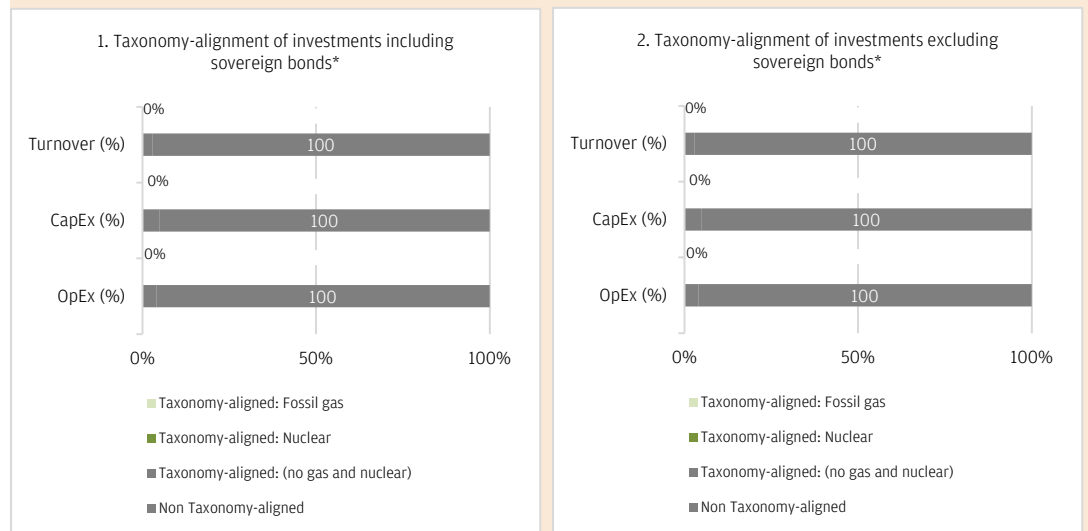 1. Taxonomy-alignment of investments including
sovereign bonds*
0%
Turnover (%)
100
0%
CapEx (%)
100
0%
OpEx (%)
100
0%
50%
100%
Taxonomy-aligned: Fossil gas
Taxonomy-aligned: Nuclear
Taxonomy-aligned: (no gas and nuclear)
Non Taxonomy-aligned
2. Taxonomy-alignment of investments excluding
sovereign bonds*
0%
Turnover (%)
100
0%
CapEx (%)
100
0%
OpEx (%)
100
0%
50%
100%
Taxonomy-aligned: Fossil gas
Taxonomy-aligned: Nuclear
Taxonomy-aligned: (no gas and nuclear)
Non Taxonomy-aligned